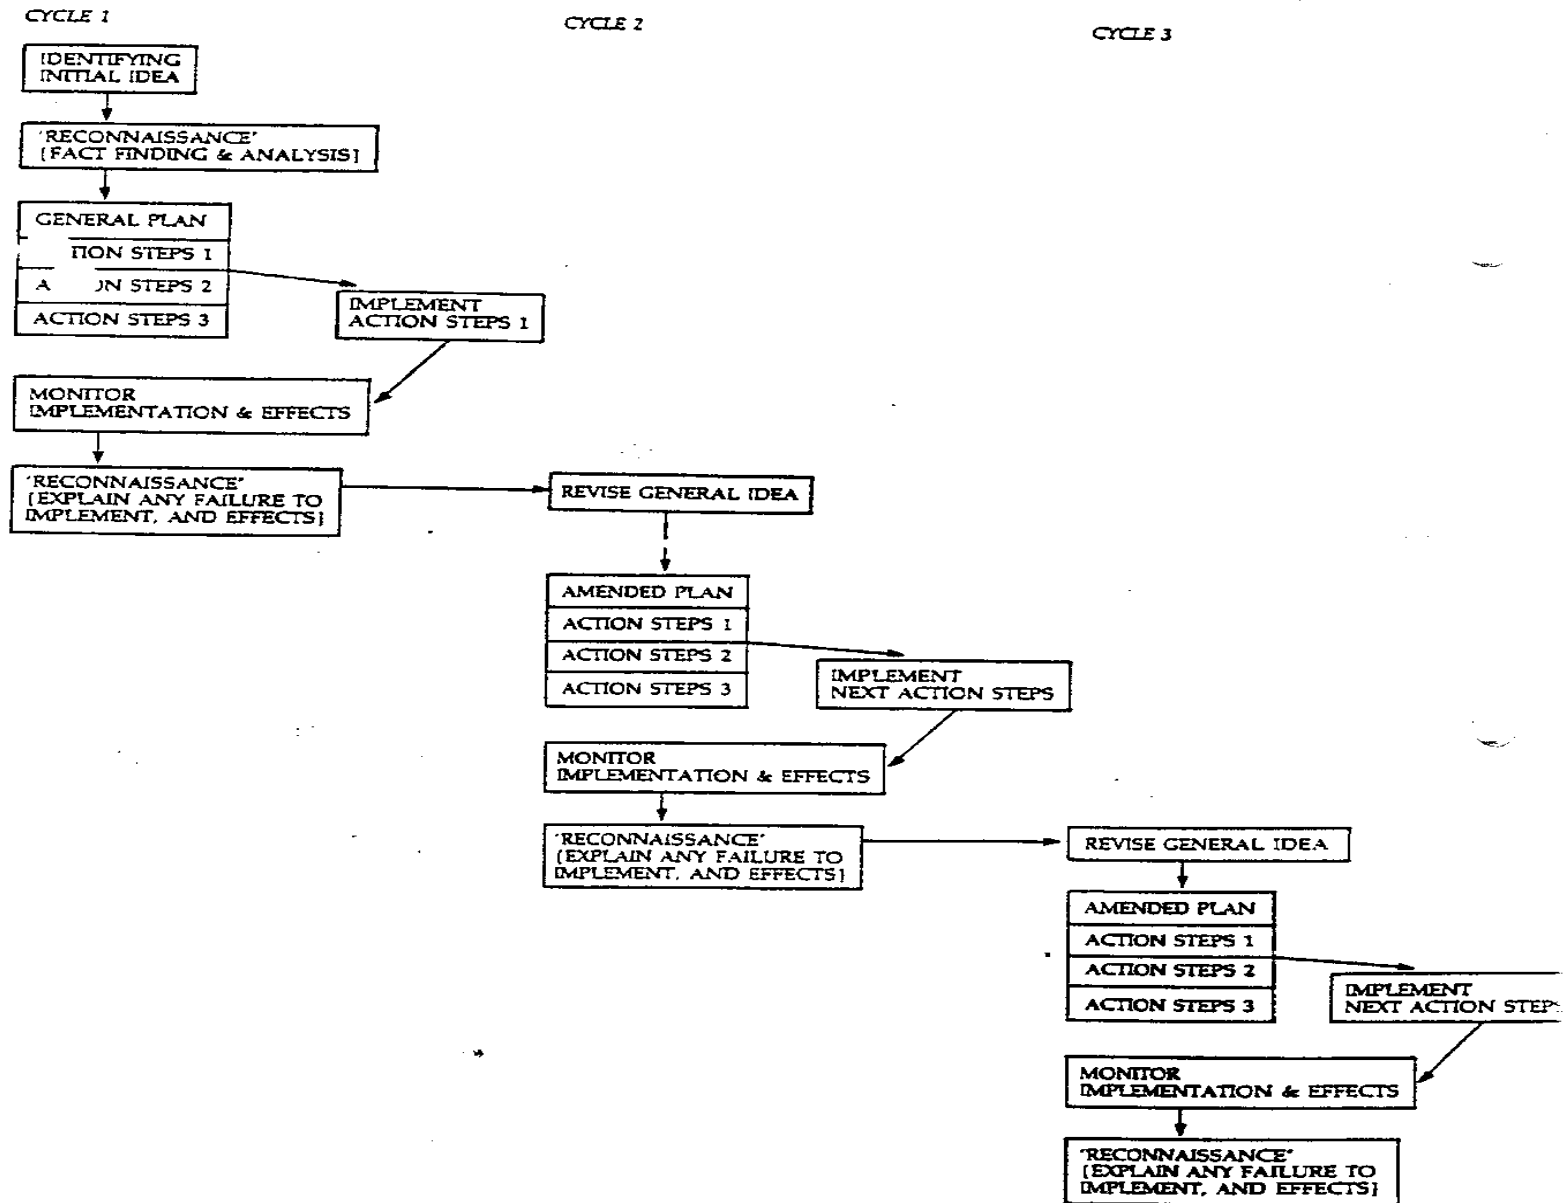 CYCLE 1
CYCLE 2
CYCLE 3
IDENTIFYING
INITIAL IDEA
'RECONNAISSANCE'
[FACT FINDING & ANALYSIS]
GENERAL PLAN
TION STEPS 1
A ON STEPS 2
ACTION STEPS 3
IMPLEMENT
ACTION STEPS 1
MONITOR
IMPLEMENTATION & EFFECTS
'RECONNAISSANCE'
[EXPLAIN ANY FAILURE TO
IMPLEMENT, AND EFFECTS]
REVISE GENERAL IDEA
AMENDED PLAN
ACTION STEPS 1
ACTION STEPS 2
ACTION STEPS 3
IMPLEMENT
NEXT ACTION STEPS
MONITOR
IMPLEMENTATION & EFFECTS
'RECONNAISSANCE'
[EXPLAIN ANY FAILURE TO
IMPLEMENT, AND EFFECTS]
REVISE GENERAL IDEA
AMENDED PLAN
ACTION STEPS 1
ACTION STEPS 2
ACTION STEPS 3
IMPLEMENT
NEXT ACTION STEP
MONITOR
IMPLEMENTATION & EFFECTS
'RECONNAISSANCE'
[EXPLAIN ANY FAILURE TO
IMPLEMENT, AND EFFECTS]